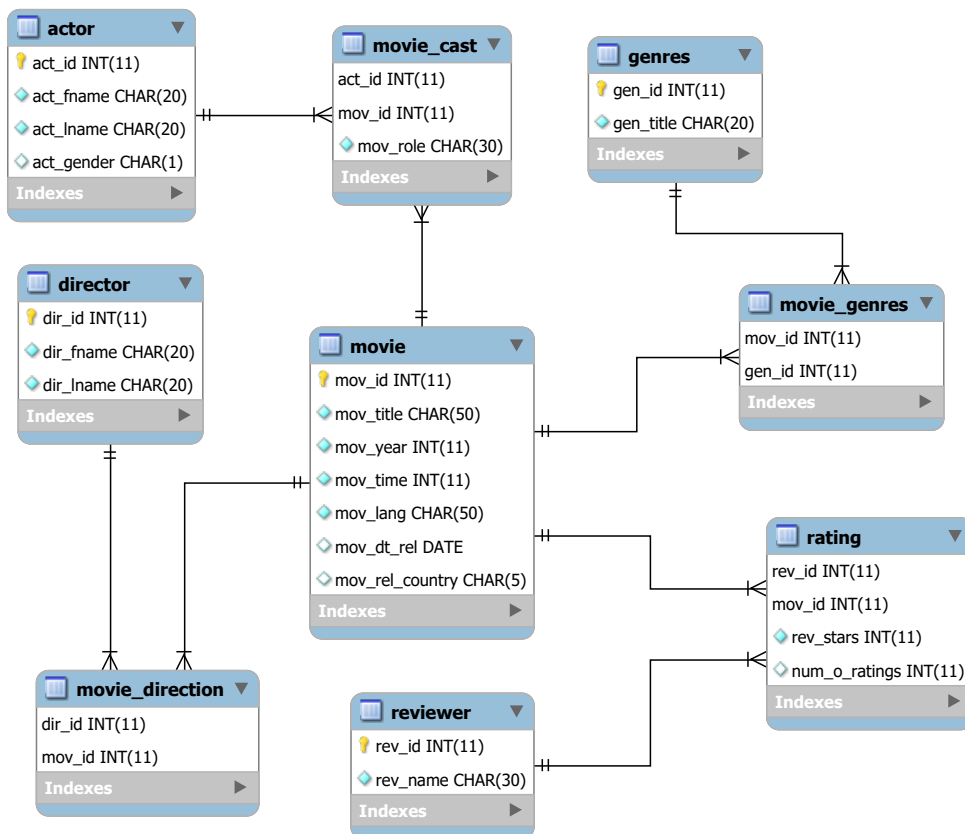 actor
act_id INT(11)
act_fname CHAR(20)
act_lname CHAR(20)
act_gender CHAR(1)
Indexes
movie_cast
act_id INT(11)
mov_id INT(11)
mov_role CHAR(30)
Indexes
genres
gen_id INT(11)
gen_title CHAR(20)
Indexes
director
dir_id INT(11)
dir_fname CHAR(20)
dir_lname CHAR(20)
Indexes
movie
mov_id INT(11)
mov_title CHAR(50)
mov_year INT(11)
mov_time INT(11)
mov_lang CHAR(50)
mov_dt_rel DATE
mov_rel_country CHAR(5)
Indexes
movie_genres
mov_id INT(11)
gen_id INT(11)
Indexes
rating
rev_id INT(11)
mov_id INT(11)
rev_stars INT(11)
num_o_ratings INT(11)
Indexes
movie_direction
dir_id INT(11)
mov_id INT(11)
Indexes
reviewer
rev_id INT(11)
rev_name CHAR(30)
Indexes